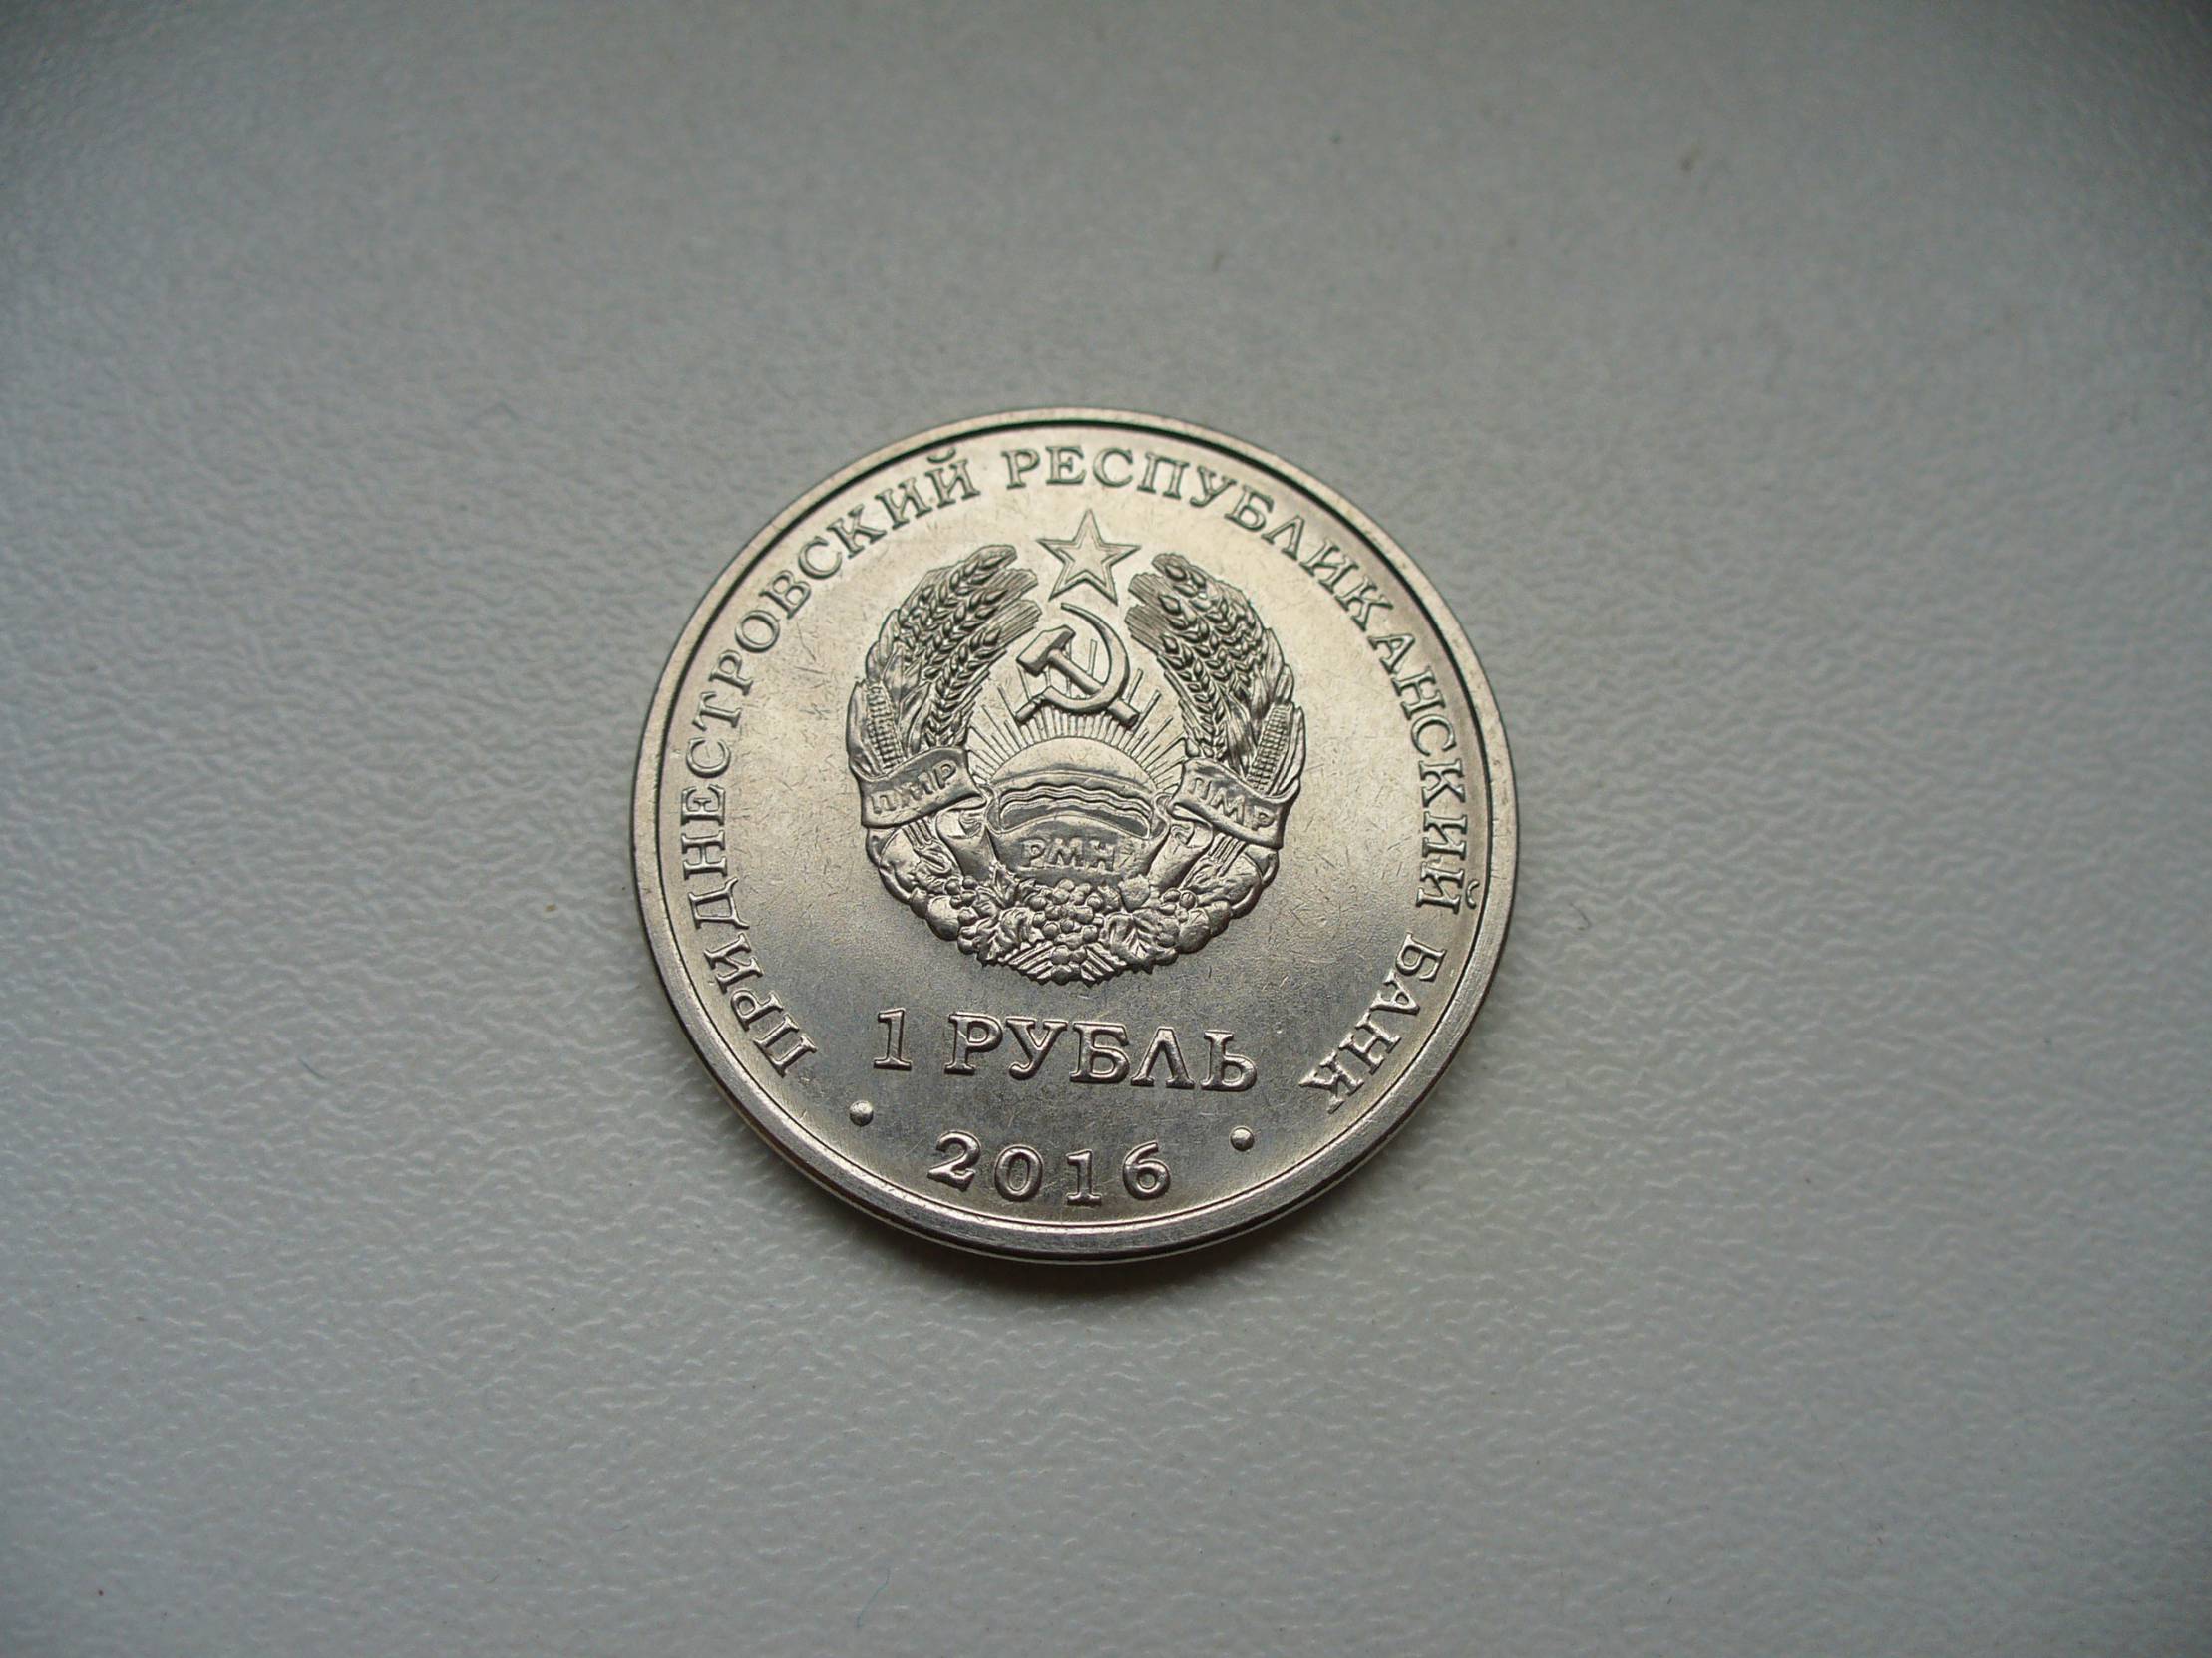 ПРИДНЕСТРОВСКИЙ РЕСПУБЛИКАНСКИЙ БАНК
ПМР
ПМР
РМН
1 РУБЛЬ
• 2016 •